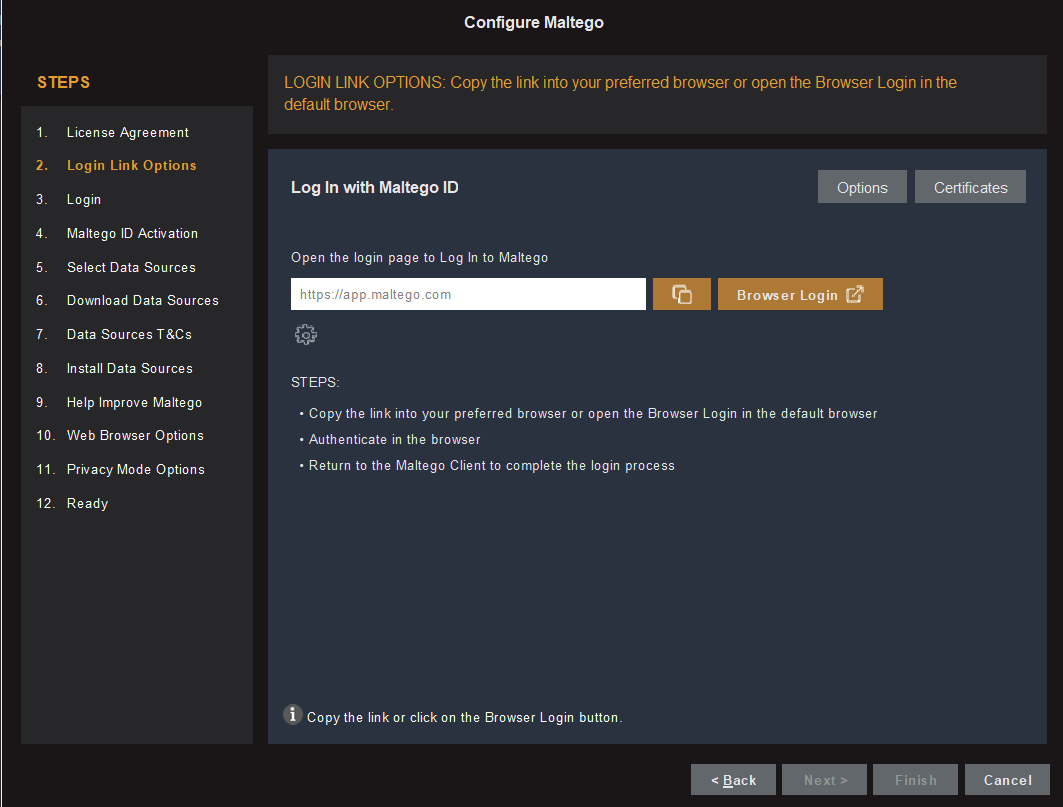 Configure Maltego
STEPS
1. License Agreement
2. Login Link Options
3. Login
4. Maltego ID Activation
5. Select Data Sources
6. Download Data Sources
7. Data Sources T&Cs
8. Install Data Sources
9. Help Improve Maltego
10. Web Browser Options
11. Privacy Mode Options
12. Ready
LOGIN LINK OPTIONS: Copy the link into your preferred browser or open the Browser Login in the
default browser.
Log In with Maltego ID
Options
Certificates
Open the login page to Log In to Maltego
https://app.maltego.com
Browser Login
STEPS:
• Copy the link into your preferred browser or open the Browser Login in the default browser
• Authenticate in the browser
• Return to the Maltego Client to complete the login process
Copy the link or click on the Browser Login button.
< Back
Next >
Finish
Cancel